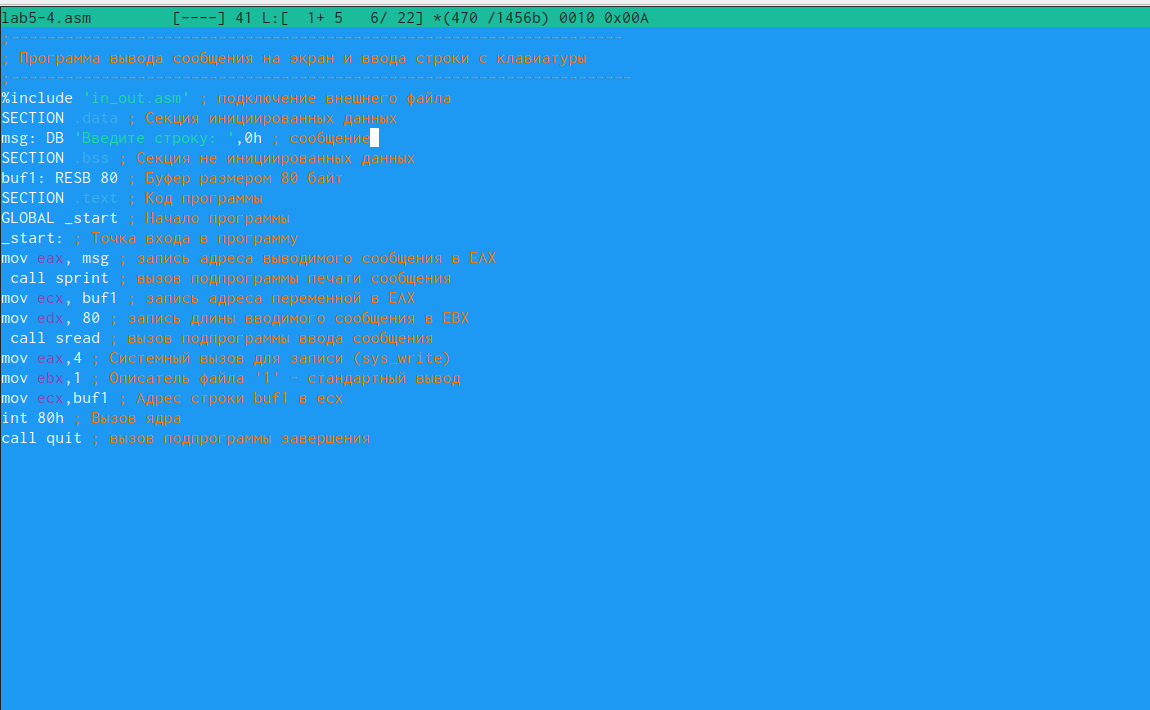 lab5-4.asm [----] 41 L:[ 1+ 5 6/ 22] *(470 /1456b) 0010 0x00A
;--------------------------------------------------------------------
; Программа вывода сообщения на экран и ввода строки с клавиатуры
;---------------------------------------------------------------------
%include 'in_out.asm' ; подключение внешнего файла
SECTION .data ; Секция инициированных данных
msg: DB 'Введите строку: ',0h ; сообщение
SECTION .bss ; Секция не инициированных данных
buf1: RESB 80 ; Буфер размером 80 байт
SECTION .text ; Код программы
GLOBAL _start ; Начало программы
_start: ; Точка входа в программу
mov eax, msg ; запись адреса выводимого сообщения в EAX
call sprint ; вызов подпрограммы печати сообщения
mov ecx, buf1 ; запись адреса переменной в EAX
mov edx, 80 ; запись длины вводимого сообщения в EBX
call sread ; вызов подпрограммы ввода сообщения
mov eax,4 ; Системный вызов для записи (sys_write)
mov ebx,1 ; Описатель файла '1' - стандартный вывод
mov ecx,buf1 ; Адрес строки buf1 в ecx
int 80h ; Вызов ядра
call quit ; вызов подпрограммы завершения